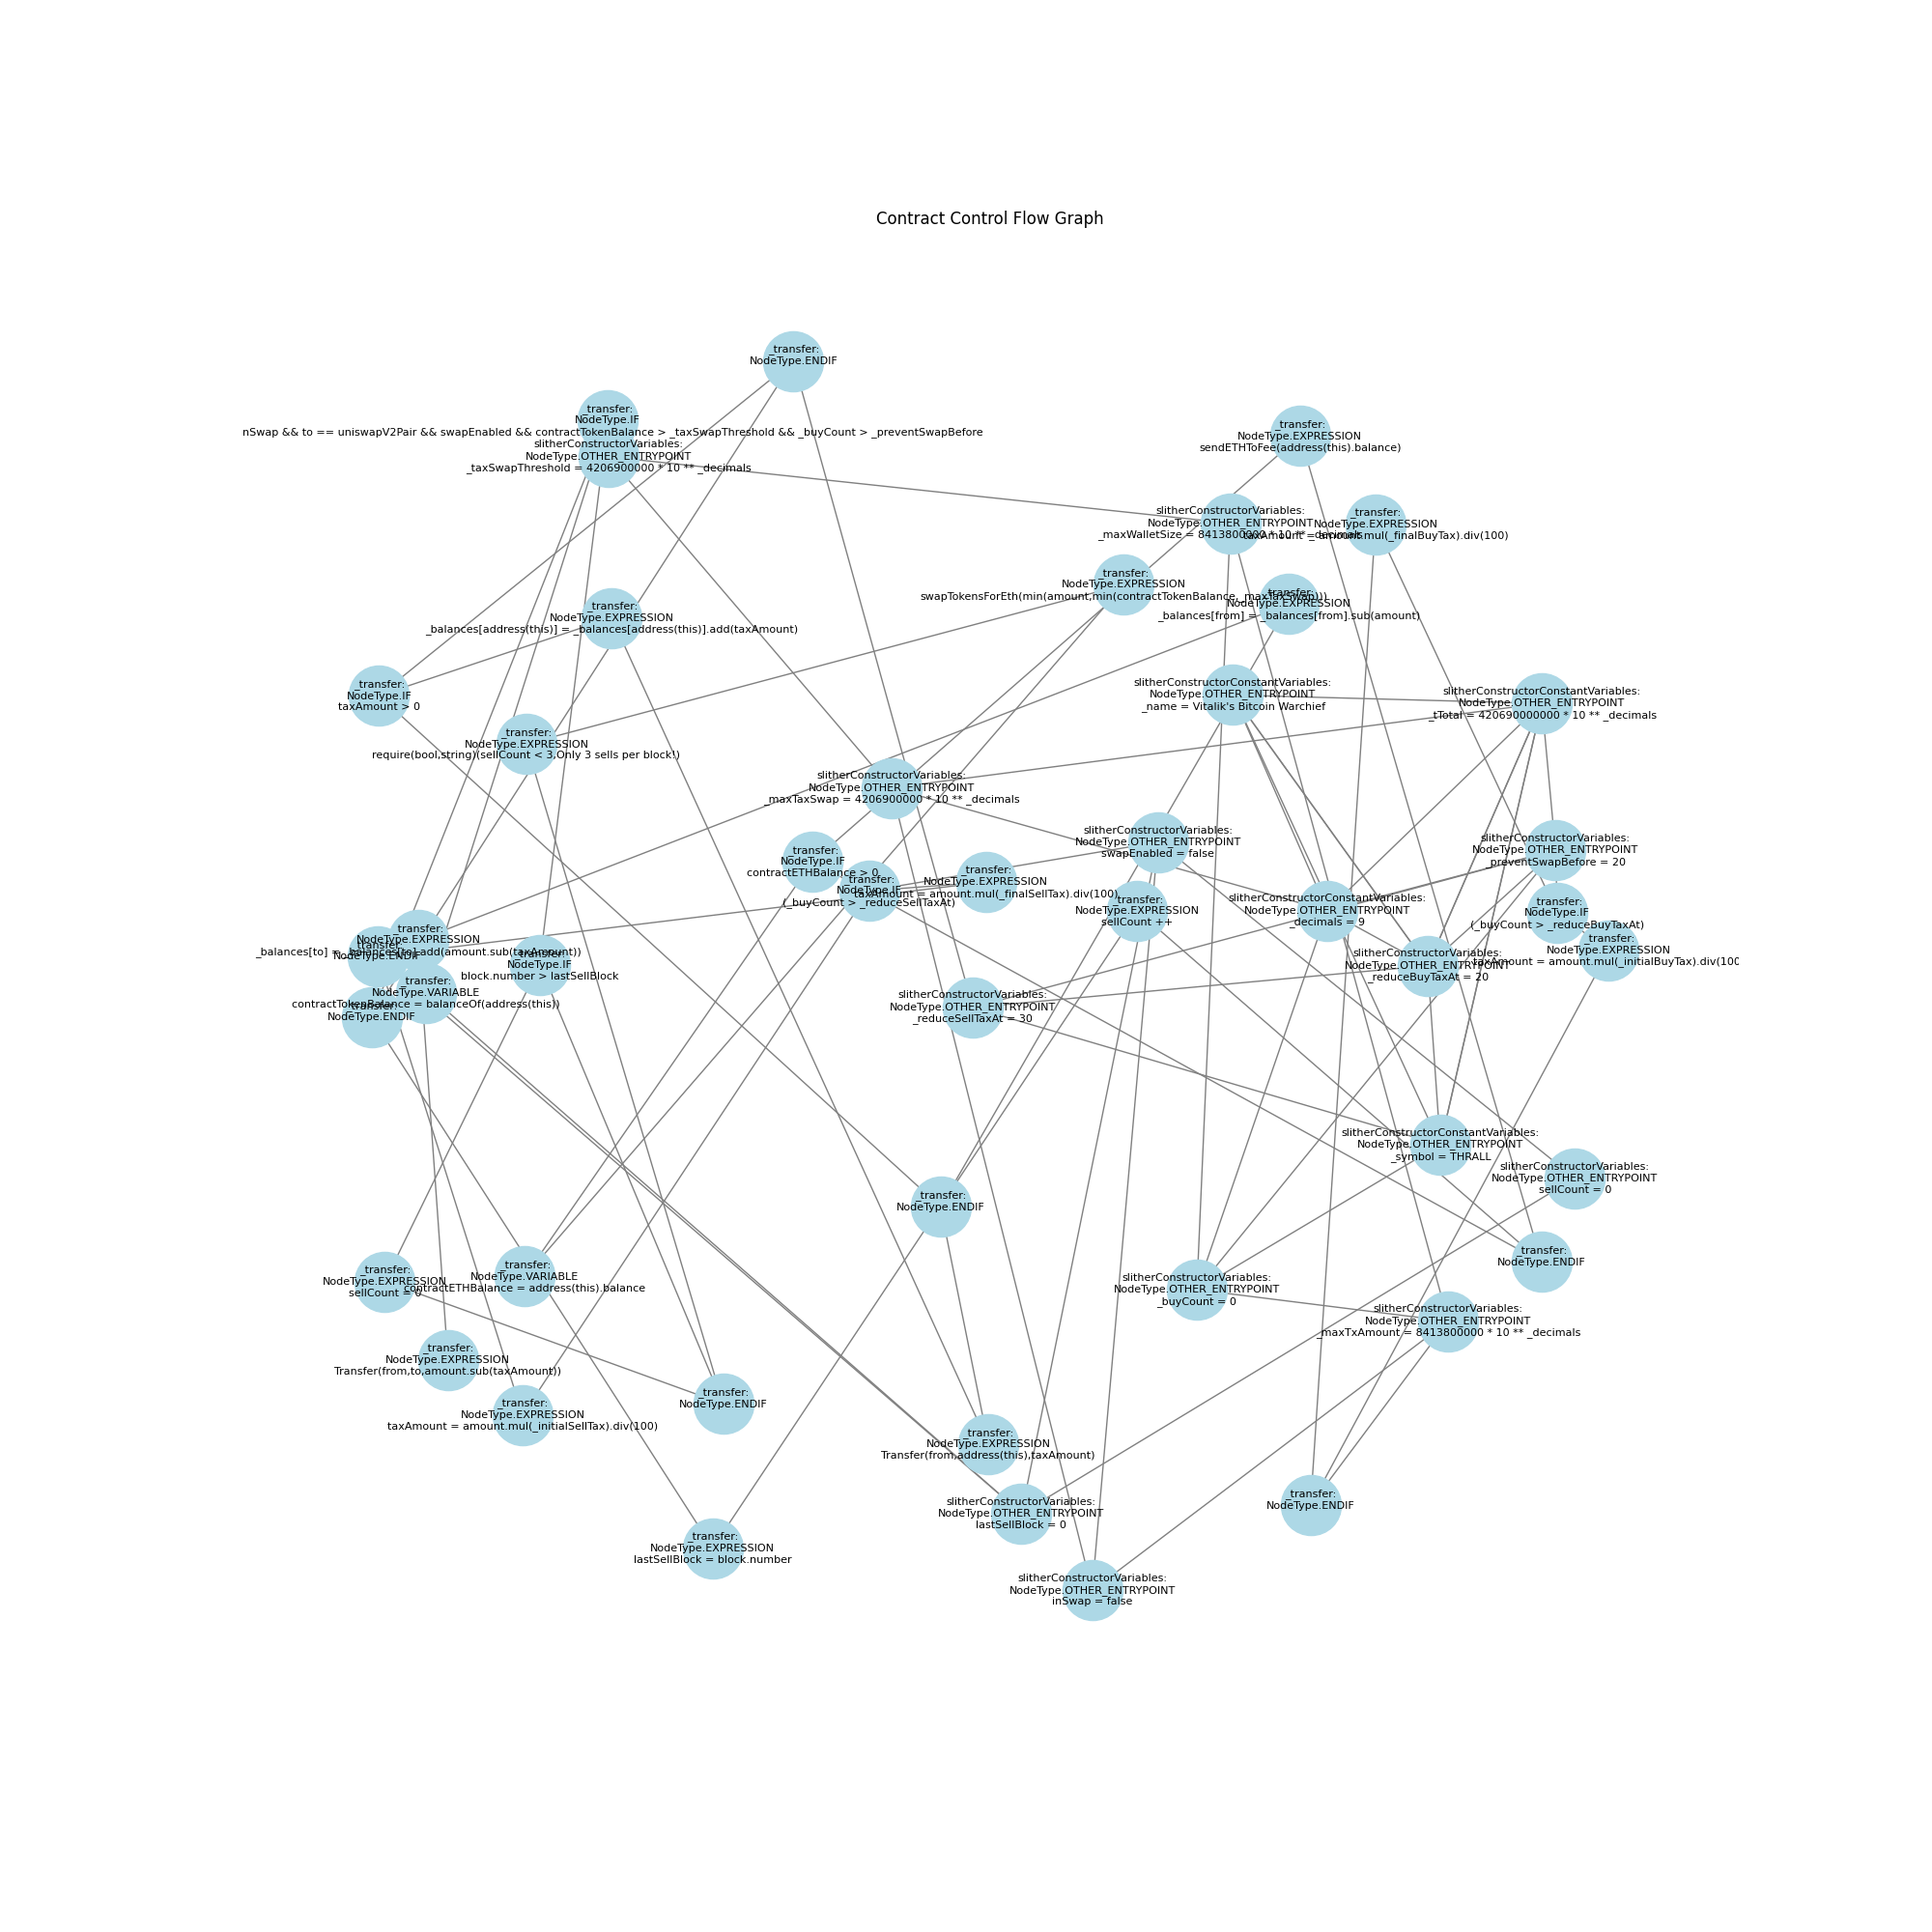 Contract Control Flow Graph
_transfer:
NodeType.ENDIF
_transfer:
NodeType.IF
nSwap && to == uniswapV2Pair && swapEnabled && contractTokenBalance > _taxSwapThreshold && _buyCount > _preventSwapBefore
slitherConstructorVariables:
NodeType.OTHER_ENTRYPOINT
_taxSwapThreshold = 4206900000 * 10 ** _decimals
_transfer:
NodeType.EXPRESSION
sendETHToFee(address(this).balance)
slitherConstructorVariables:
NodeType.OTHER_ENTRYPOINT
_maxWalletSize = 8413800000 * 10 ** _decimals
_transfer:
NodeType.EXPRESSION
taxAmount = amount.mul(_finalBuyTax).div(100)
_transfer:
NodeType.EXPRESSION
swapTokensForEth(min(amount,min(contractTokenBalance,_maxTaxSwap)))
_transfer:
NodeType.EXPRESSION
_balances[from] = _balances[from].sub(amount)
_transfer:
NodeType.EXPRESSION
_balances[address(this)] = _balances[address(this)].add(taxAmount)
_transfer:
NodeType.IF
taxAmount > 0
slitherConstructorConstantVariables:
NodeType.OTHER_ENTRYPOINT
_name = Vitalik's Bitcoin Warchief
slitherConstructorConstantVariables:
NodeType.OTHER_ENTRYPOINT
_tTotal = 420690000000 * 10 ** _decimals
_transfer:
NodeType.EXPRESSION
require(bool,string)(sellCount < 3,Only 3 sells per block!)
slitherConstructorVariables:
NodeType.OTHER_ENTRYPOINT
_maxTaxSwap = 4206900000 * 10 ** _decimals
slitherConstructorVariables:
NodeType.OTHER_ENTRYPOINT
swapEnabled = false
slitherConstructorVariables:
NodeType.OTHER_ENTRYPOINT
_preventSwapBefore = 20
_transfer:
NodeType.IF
contractETHBalance > 0
_transfer:
NodeType.IF
(_buyCount > _reduceSellTaxAt)
_transfer:
NodeType.EXPRESSION
taxAmount = amount.mul(_finalSellTax).div(100)
_transfer:
NodeType.EXPRESSION
sellCount ++
slitherConstructorConstantVariables:
NodeType.OTHER_ENTRYPOINT
_decimals = 9
_transfer:
NodeType.IF
(_buyCount > _reduceBuyTaxAt)
_transfer:
NodeType.EXPRESSION
_balances[to] = _balances[to].add(amount.sub(taxAmount))
_transfer:
NodeType.ENDIF
_transfer:
NodeType.IF
block.number > lastSellBlock
_transfer:
NodeType.EXPRESSION
taxAmount = amount.mul(_initialBuyTax).div(100
slitherConstructorVariables:
NodeType.OTHER_ENTRYPOINT
_reduceBuyTaxAt = 20
_transfer:
NodeType.VARIABLE
contractTokenBalance = balanceOf(address(this))
_transfer:
NodeType.ENDIF
slitherConstructorVariables:
NodeType.OTHER_ENTRYPOINT
_reduceSellTaxAt = 30
slitherConstructorConstantVariables:
NodeType.OTHER_ENTRYPOINT
_symbol = THRALL
slitherConstructorVariables:
NodeType.OTHER_ENTRYPOINT
sellCount = 0
_transfer:
NodeType.ENDIF
_transfer:
NodeType.ENDIF
_transfer:
NodeType.EXPRESSION
sellCount = 0
_transfer:
NodeType.VARIABLE
contractETHBalance = address(this).balance
slitherConstructorVariables:
NodeType.OTHER_ENTRYPOINT
_buyCount = 0
slitherConstructorVariables:
NodeType.OTHER_ENTRYPOINT
_maxTxAmount = 8413800000 * 10 ** _decimals
_transfer:
NodeType.EXPRESSION
Transfer(from,to,amount.sub(taxAmount))
_transfer:
NodeType.EXPRESSION
taxAmount = amount.mul(_initialSellTax).div(100)
_transfer:
NodeType.ENDIF
_transfer:
NodeType.EXPRESSION
Transfer(from,address(this),taxAmount)
slitherConstructorVariables:
NodeType.OTHER_ENTRYPOINT
lastSellBlock = 0
_transfer:
NodeType.ENDIF
_transfer:
NodeType.EXPRESSION
lastSellBlock = block.number
slitherConstructorVariables:
NodeType.OTHER_ENTRYPOINT
inSwap = false